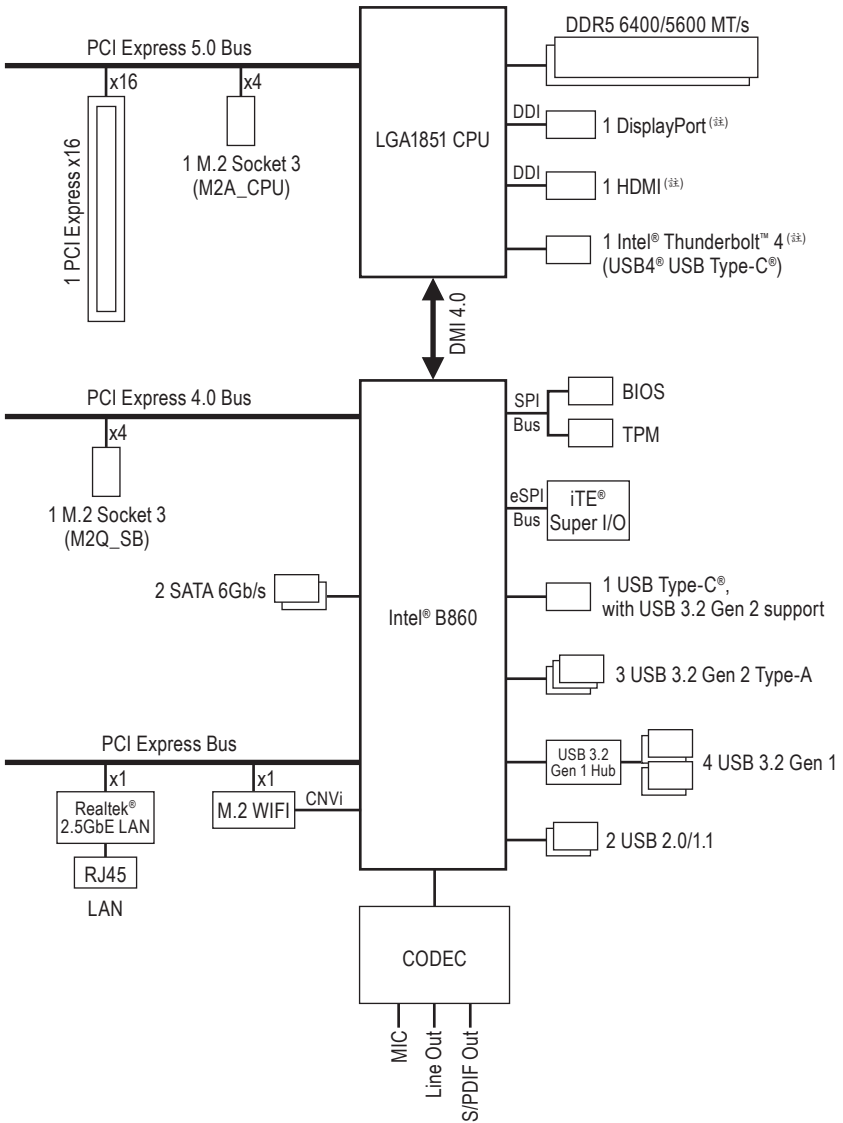 DDR5 6400/5600 MT/s
PCI Express 5.0 Bus
x16
x4
1 PCI Express x16
1 M.2 Socket 3
(M2A_CPU)
LGA1851 CPU
DDI
1 DisplayPort (註)
DDI
1 HDMI (註)
1 Intel® Thunderbolt™ 4 (註)
(USB4® USB Type-C®)
DMI 4.0
PCI Express 4.0 Bus
x4
1 M.2 Socket 3
(M2Q_SB)
SPI
Bus
BIOS
TPM
eSPI
Bus
iTE®
Super I/O
2 SATA 6Gb/s
Intel® B860
1 USB Type-C®,
with USB 3.2 Gen 2 support
3 USB 3.2 Gen 2 Type-A
PCI Express Bus
x1
x1
Realtek®
2.5GbE LAN
M.2 WIFI
CNVi
RJ45
LAN
USB 3.2
Gen 1 Hub
4 USB 3.2 Gen 1
2 USB 2.0/1.1
CODEC
MIC
Line Out
S/PDIF Out